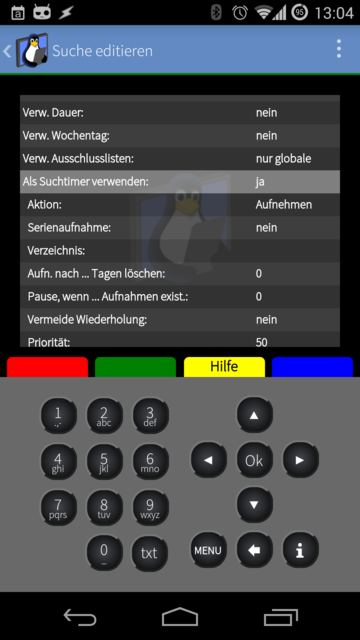 a
95
13:04
Suche editieren
Verw. Dauer: nein
Verw. Wochentag: nein
Verw. Ausschlusslisten: nur globale
Als Suchtimer verwenden: ja
Aktion: Aufnehmen
Serienaufnahme: nein
Verzeichnis:
Aufn. nach ... Tagen löschen: 0
Pause, wenn ... Aufnahmen exist.: 0
Vermeide Wiederholung: nein
Priorität: 50
Hilfe
1 2 3
.,- abc def
4 5 6 Ok
ghi jkl mno
7 8 9
pqrs tuv wxyz
0 txt MENU i
_